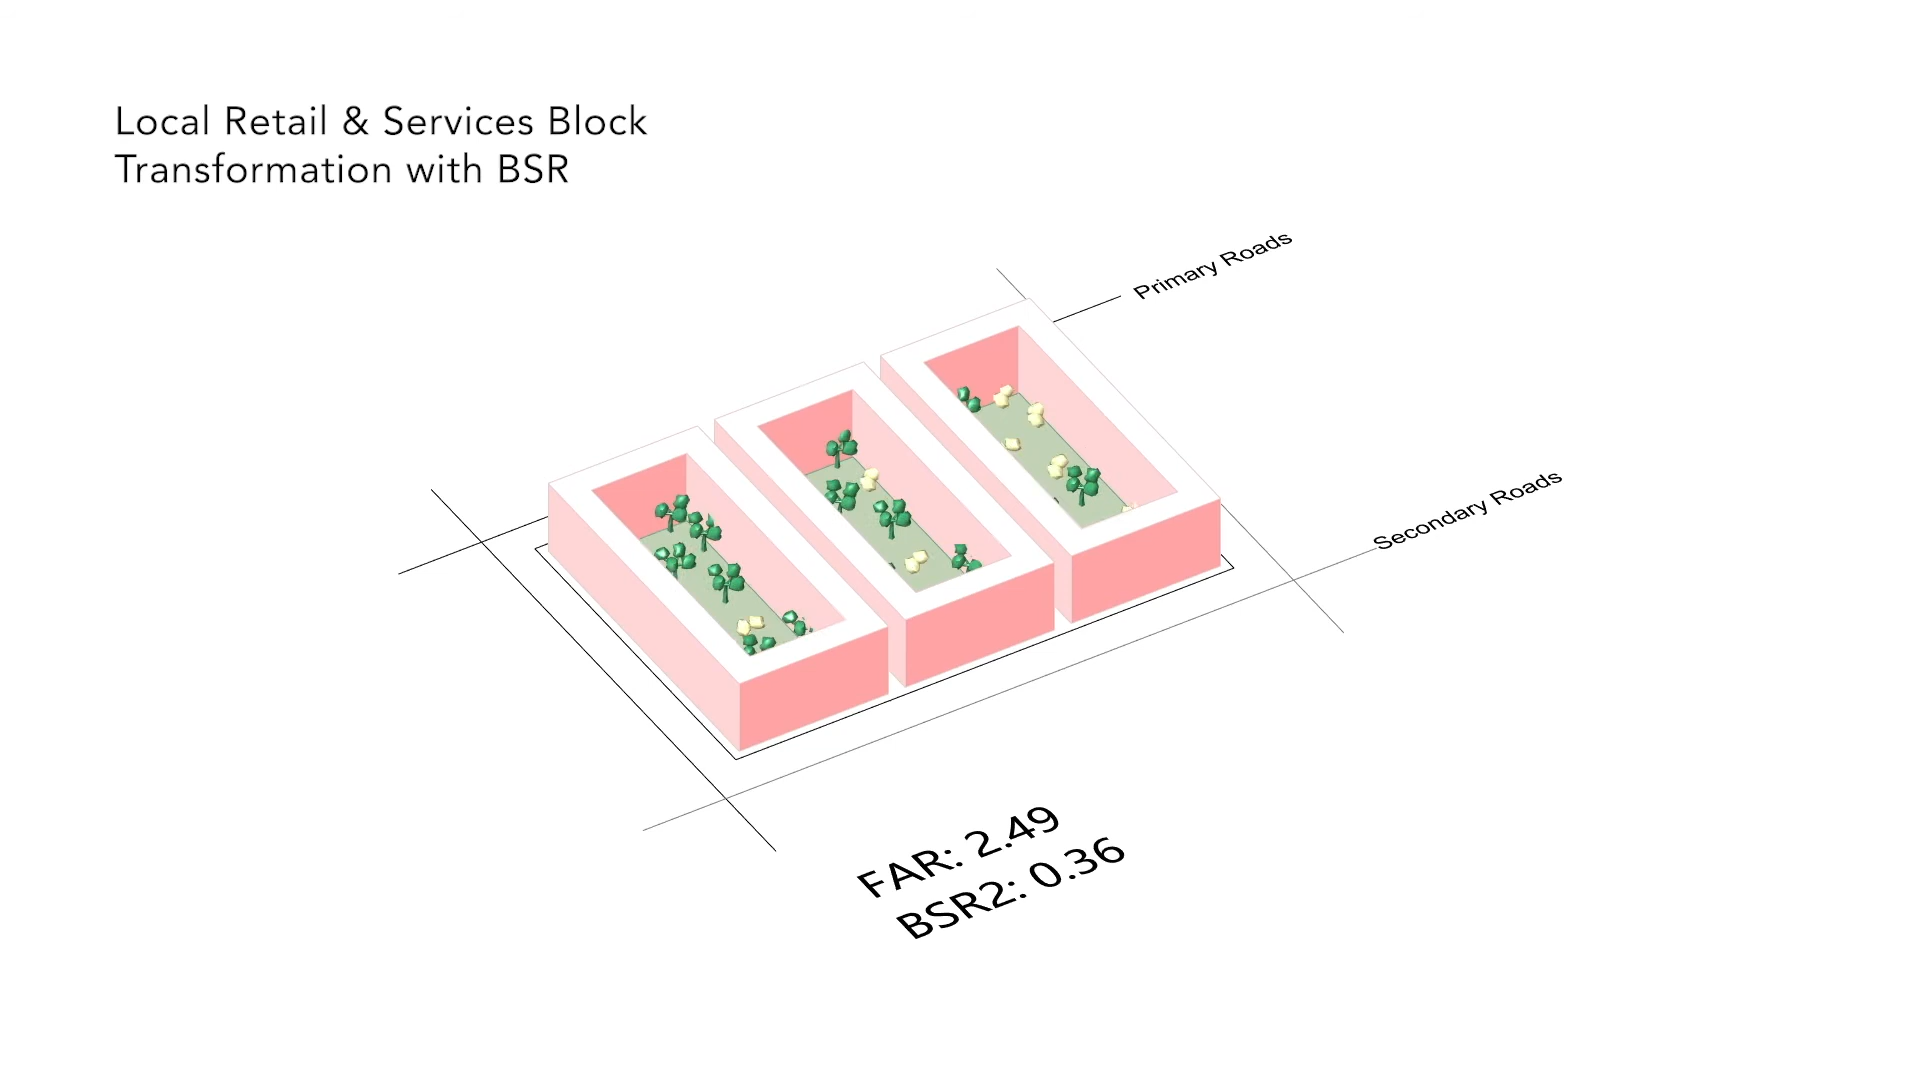 Local Retail & Services Block
Transformation with BSR
Primary Roads
Secondary Roads
FAR: 2.49
BSR2: 0.36